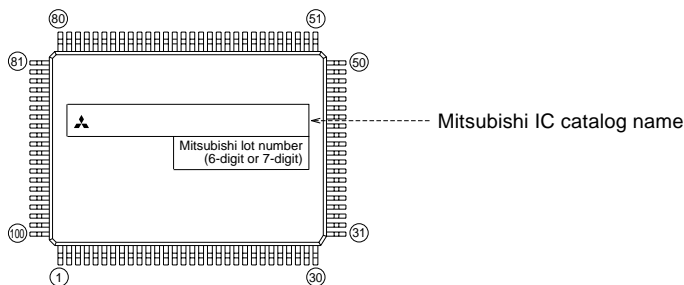 80 51
81 50
Mitsubishi IC catalog name
Mitsubishi lot number
(6-digit or 7-digit)
100 31
1 30